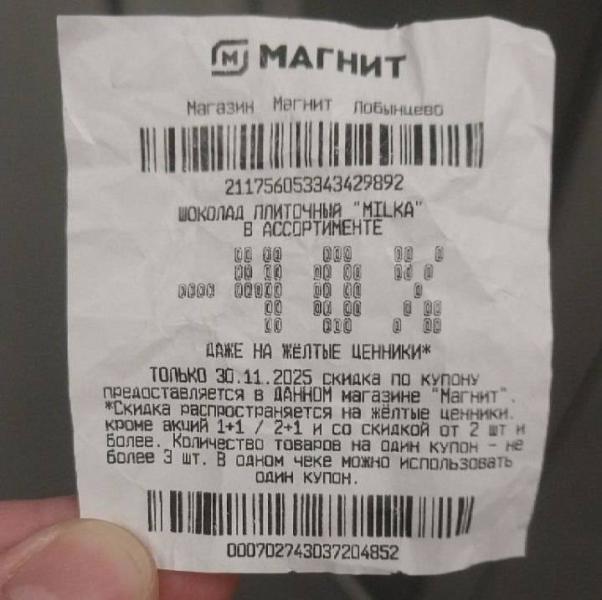 МАГНИТ
Магазин Магнит Лобынцево
211756053343429892
ШОКОЛАД ПЛИТОЧНЫЙ "MILKA"
В АССОРТИМЕНТЕ
-40%
ДАЖЕ НА ЖЁЛТЫЕ ЦЕННИКИ*
ТОЛЬКО 30.11.2025 скидка по купону
предоставляется в ДАННОМ магазине "Магнит".
*Скидка распространяется на жёлтые ценники.
кроме акций 1+1 / 2+1 и со скидкой от 2 шт и
более. Количество товаров на один купон - не
более 3 шт. В одном чеке можно использовать
один купон.
000702743037204852